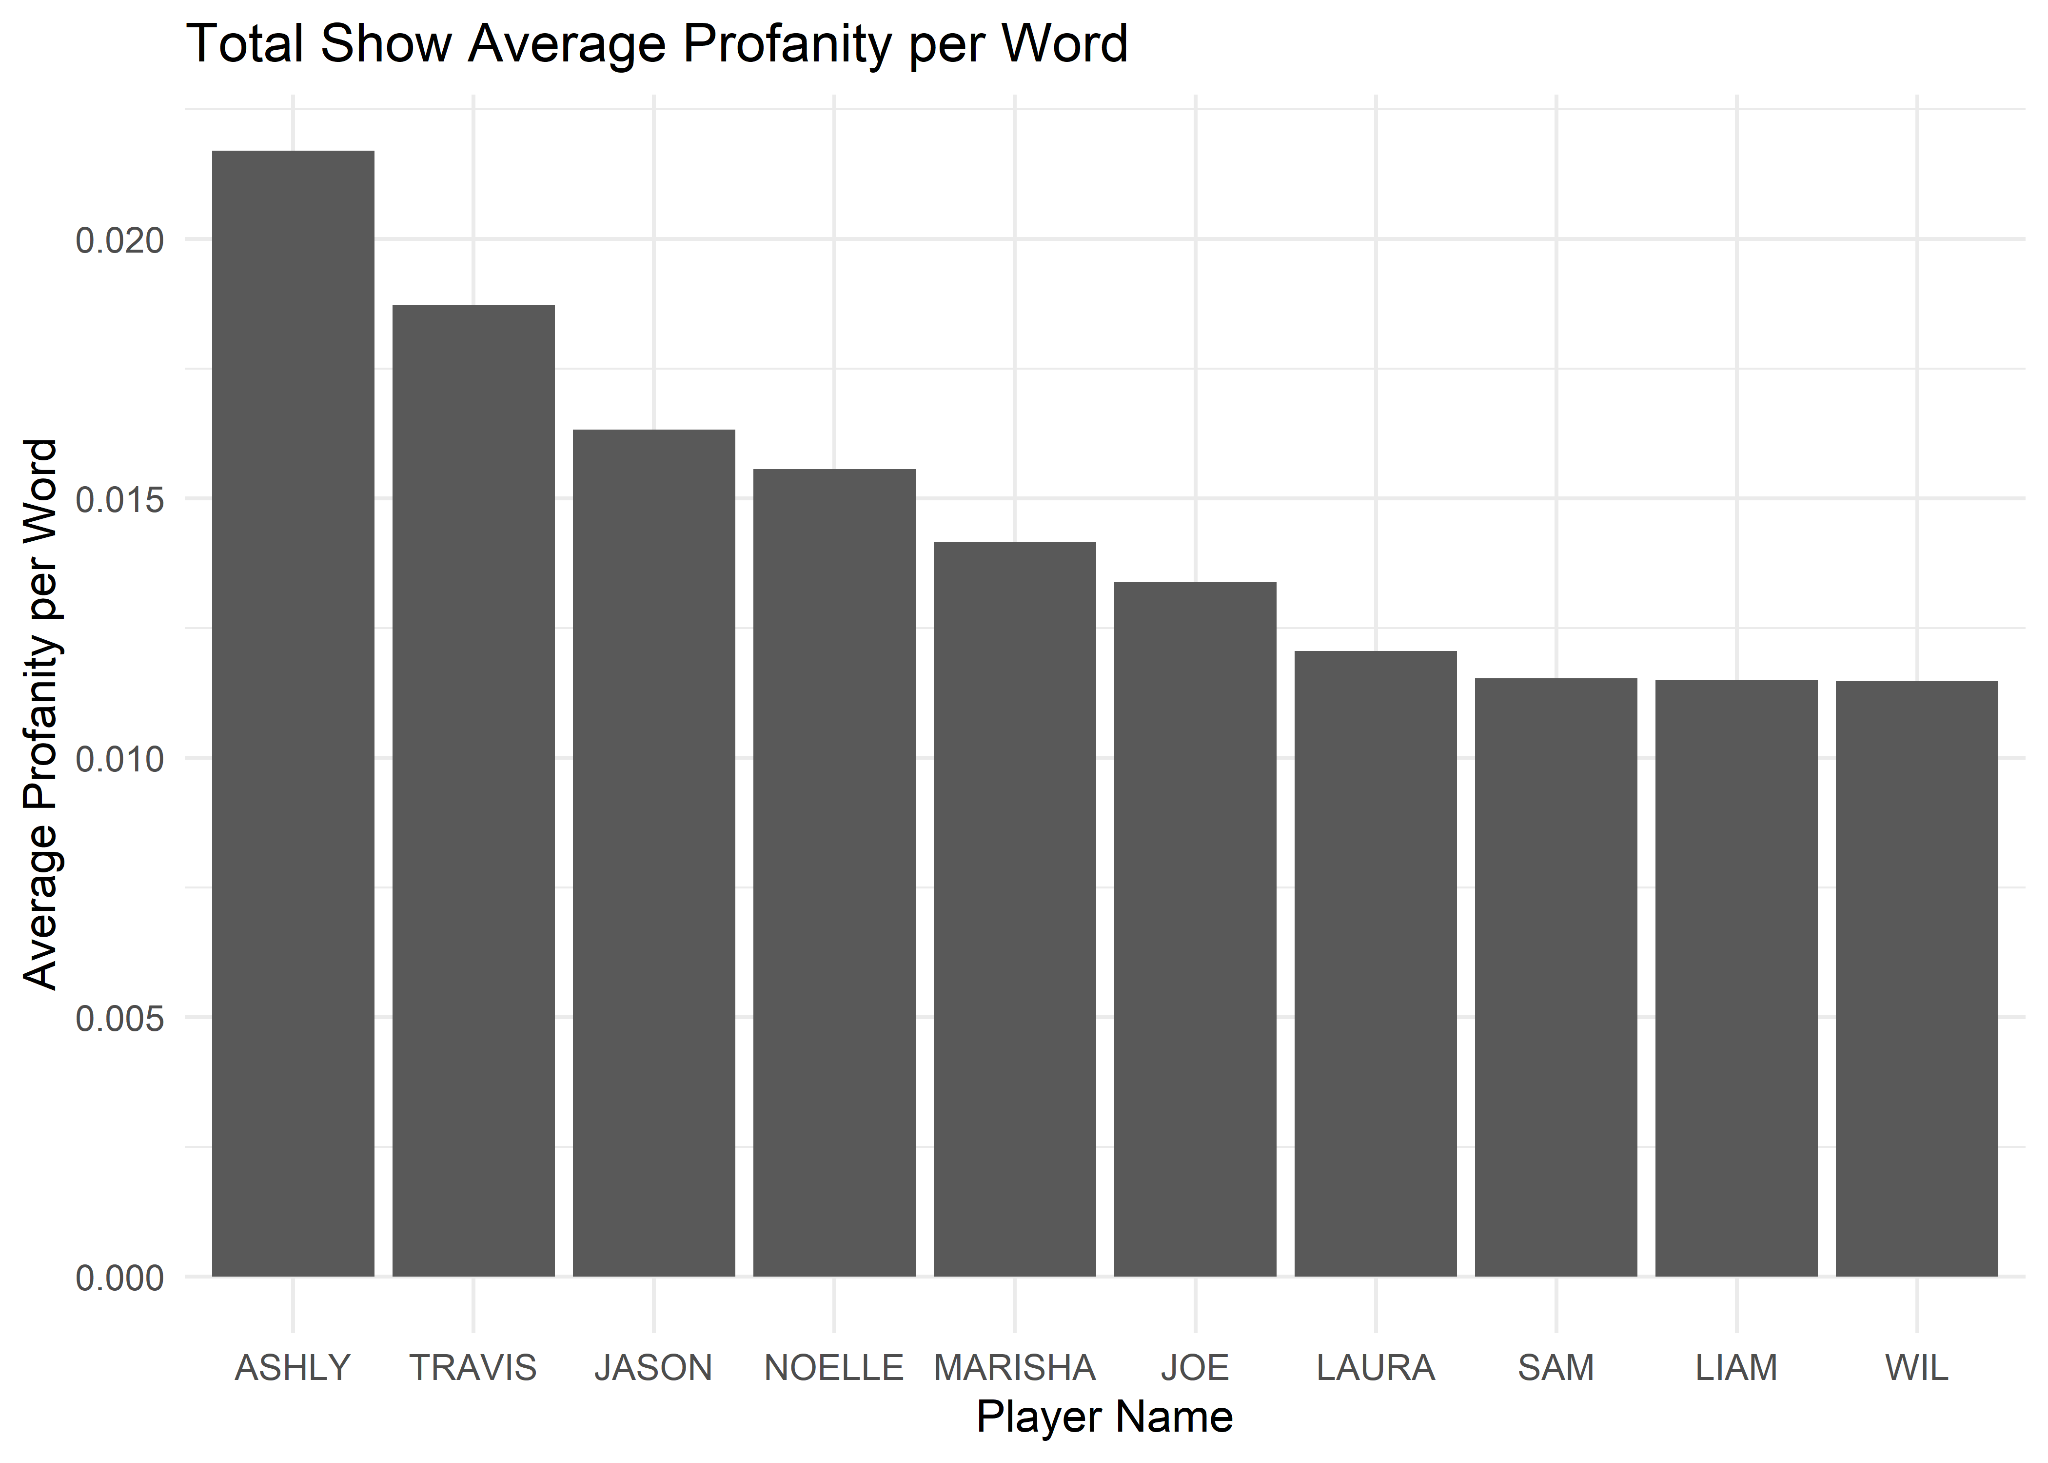 Total Show Average Profanity per Word
Average Profanity per Word
0.020
0.015
0.010
0.005
0.000
ASHLY TRAVIS JASON NOELLE MARISHA JOE LAURA SAM LIAM WIL
Player Name